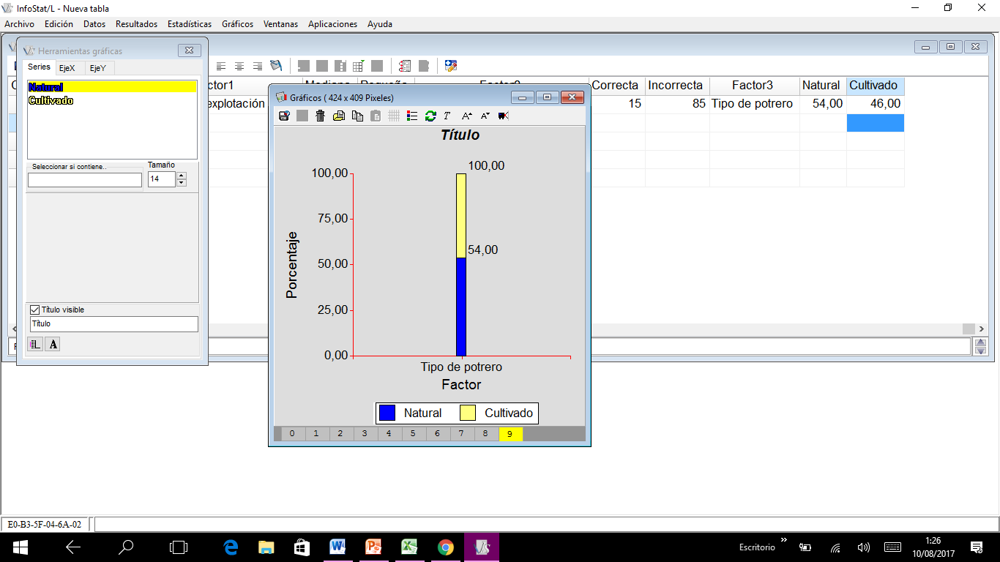 InfoStat/L - Nueva tabla
Archivo Edición Datos Resultados Estadísticas Gráficos Ventanas Aplicaciones Ayuda
Herramientas gráficas
Series EjeX EjeY
Natural
Cultivado
Seleccionar si contiene.. Tamaño
14
Título visible
Título
A
Correcta Incorrecta Factor3 Natural Cultivado
explotación 15 85 Tipo de potrero 54,00 46,00
Gráficos ( 424 x 409 Pixeles)
Título
100,00
100,00
75,00
54,00
50,00
25,00
0,00
Porcentaje
Tipo de potrero
Factor
Natural Cultivado
0 1 2 3 4 5 6 7 8 9
E0-B3-5F-04-6A-02
Escritorio
1:26
10/08/2017